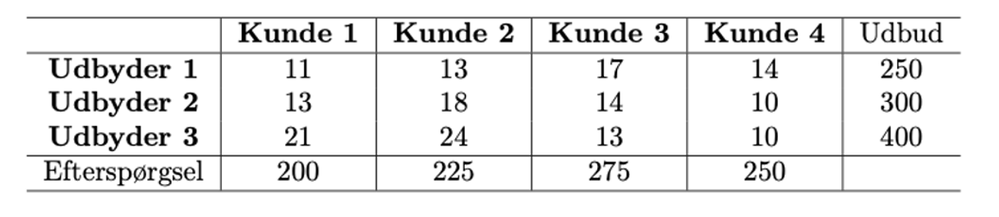 Kunde 1 Kunde 2 Kunde 3 Kunde 4 Udbud
Udbyder 1 11 13 17 14 250
Udbyder 2 13 18 14 10 300
Udbyder 3 21 24 13 10 400
Efterspørgsel 200 225 275 250